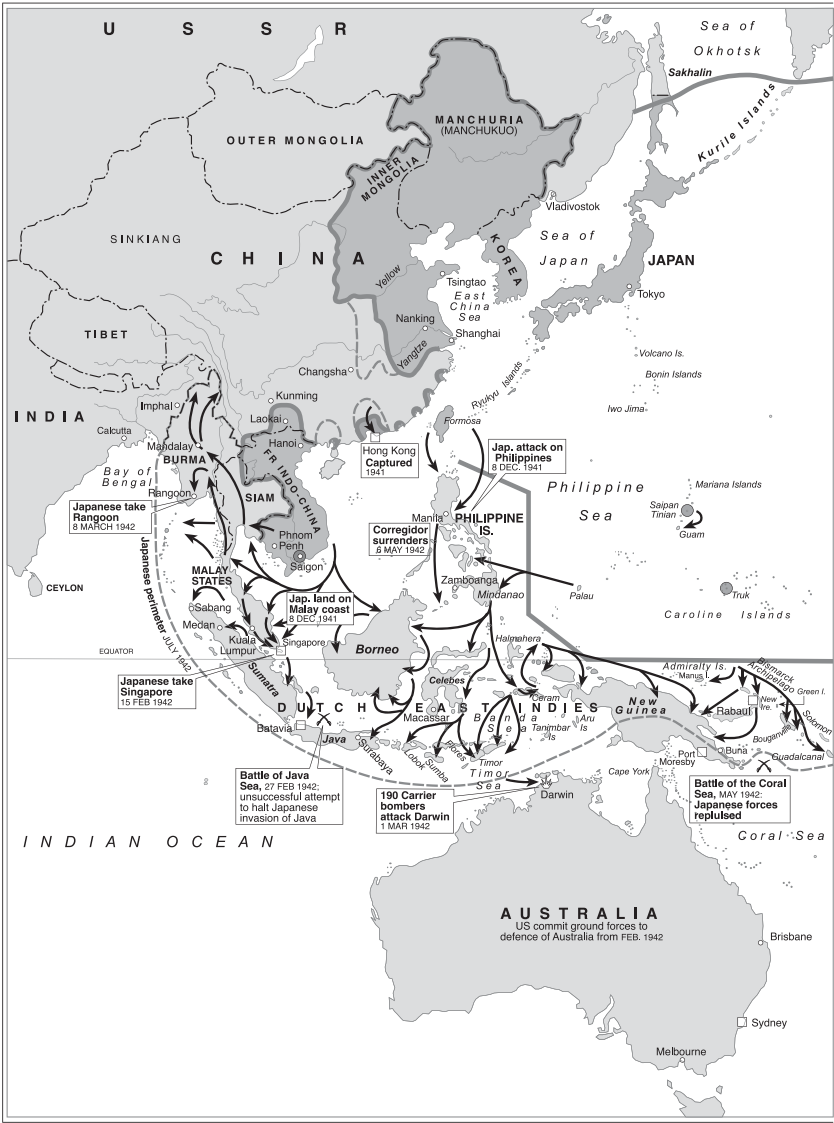 U S S R
Sea of
Okhotsk
Sakhalin
Kurile Islands
MANCHURIA
(MANCHUKUO)
OUTER MONGOLIA
INNER
MONGOLIA
Vladivostok
SINKIANG
C H I N A
KOREA
Sea of
Japan
JAPAN
Tokyo
Yellow
Tsingtao
East
China
Sea
Nanking
Shanghai
Yangtze
TIBET
Changsha
Volcano Is.
Bonin Islands
Iwo Jima
Ryukyu Islands
INDIA
Imphal
Kunming
Laokai
Formosa
Calcutta
Mandalay
BURMA
Hanoi
FR INDO-CHINA
Hong Kong
Captured
1941
Jap. attack on
Philippines
8 DEC. 1941
Bay of
Bengal
Rangoon
SIAM
Philippine
Sea
Mariana Islands
Saipan
Tinian
Guam
Japanese take
Rangoon
8 MARCH 1942
Manila
PHILIPPINE
IS.
Corregidor
surrenders
6 MAY 1942
Phnom
Penh
Saigon
Japanese perimeter JULY 1942
CEYLON
MALAY
STATES
Zamboanga
Mindanao
Palau
Truk
Caroline Islands
Jap. land on
Malay coast
8 DEC 1941
Sabang
Medan
Kuala
Lumpur
Singapore
Borneo
Halmahera
EQUATOR
Admiralty Is.
Manus I.
Bismarck
Archipelago
Green I.
Japanese take
Singapore
15 FEB 1942
Sumatra
Celebes
Ceram
New
Guinea
Rabaul
New
Ire.
Solomon
DUTCH EAST INDIES
Macassar
Banda
Sea
Aru
Is
Tanimbar
Is
Bouganville
Batavia
Java
Surabaya
Lobok
Sumba
Flores
Timor
Timor
Sea
Port
Moresby
Buna
Guadalcanal
Cape York
Battle of Java
Sea, 27 FEB 1942;
unsuccessful attempt
to halt Japanese
invasion of Java
190 Carrier
bombers
attack Darwin
1 MAR 1942
Darwin
Battle of the Coral
Sea, MAY 1942:
Japanese forces
replulsed
INDIAN OCEAN
Coral Sea
AUSTRALIA
US commit ground forces to
defence of Australia from FEB. 1942
Brisbane
Sydney
Melbourne